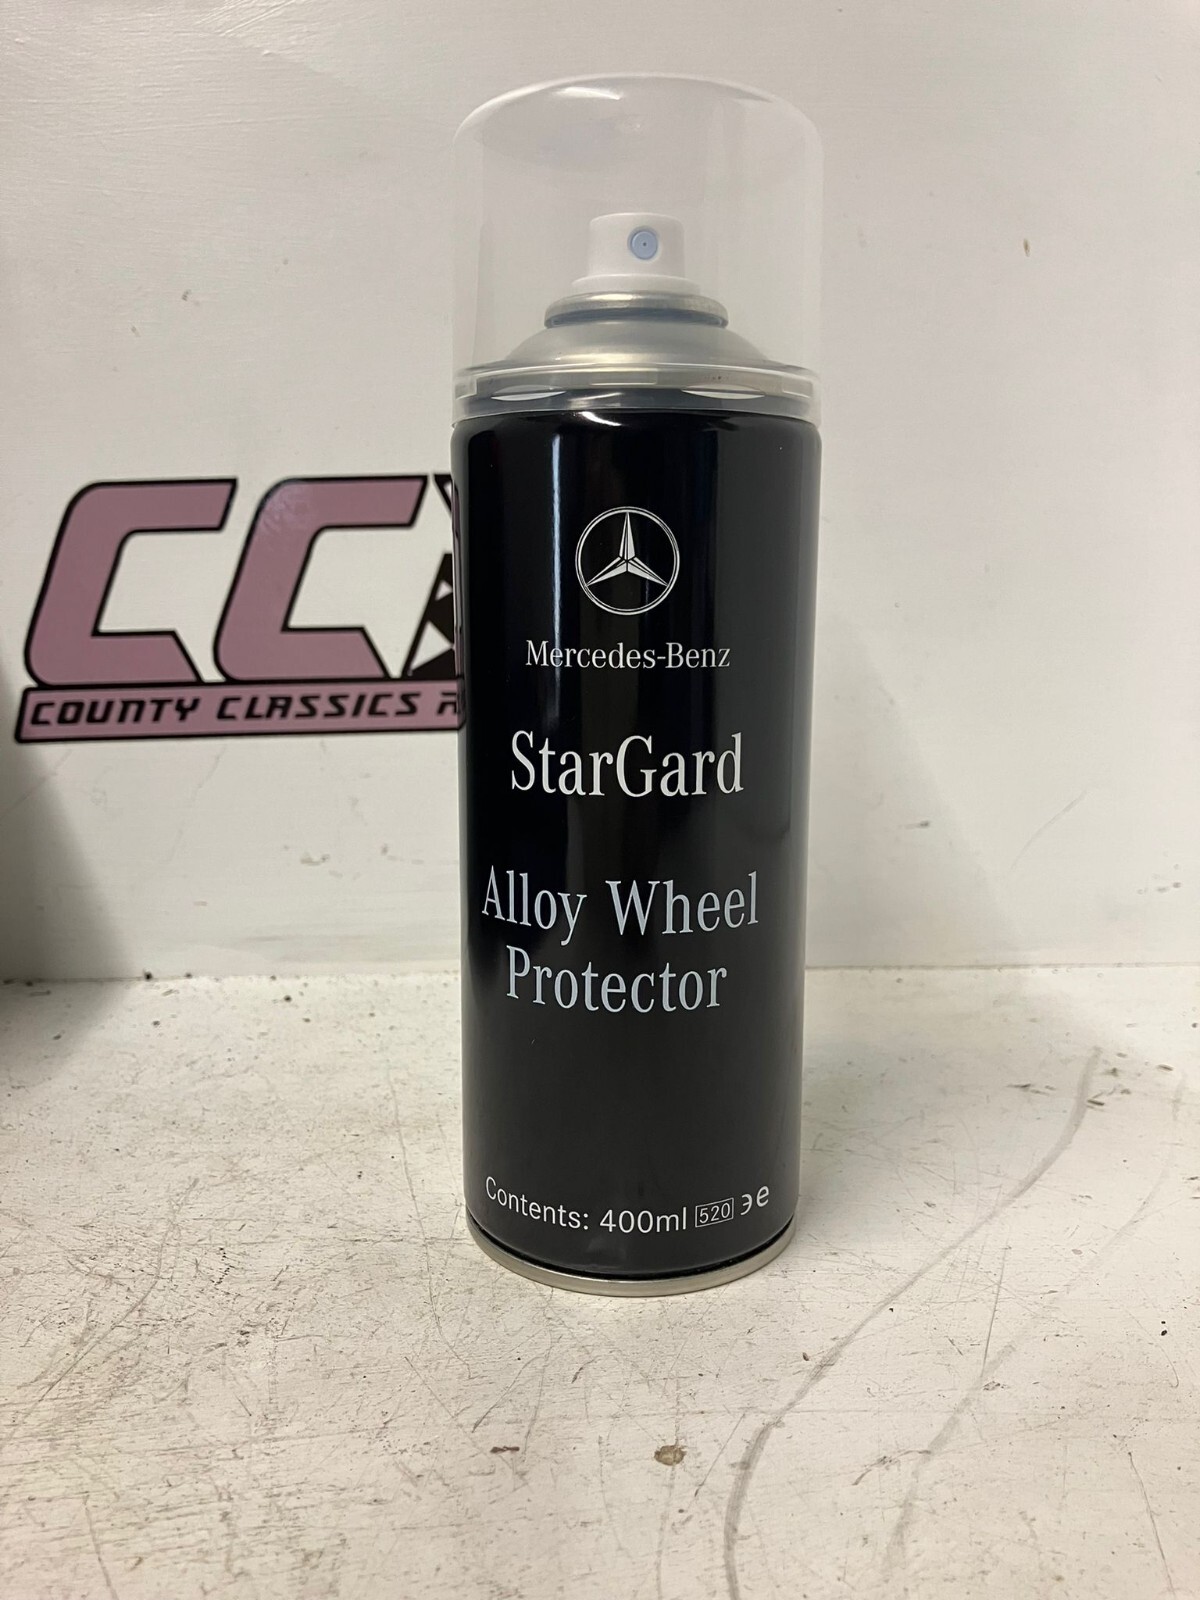 CC
COUNTY CLASSICS
Mercedes-Benz
StarGard
Alloy Wheel
Protector
Contents: 400ml 520 ϶e